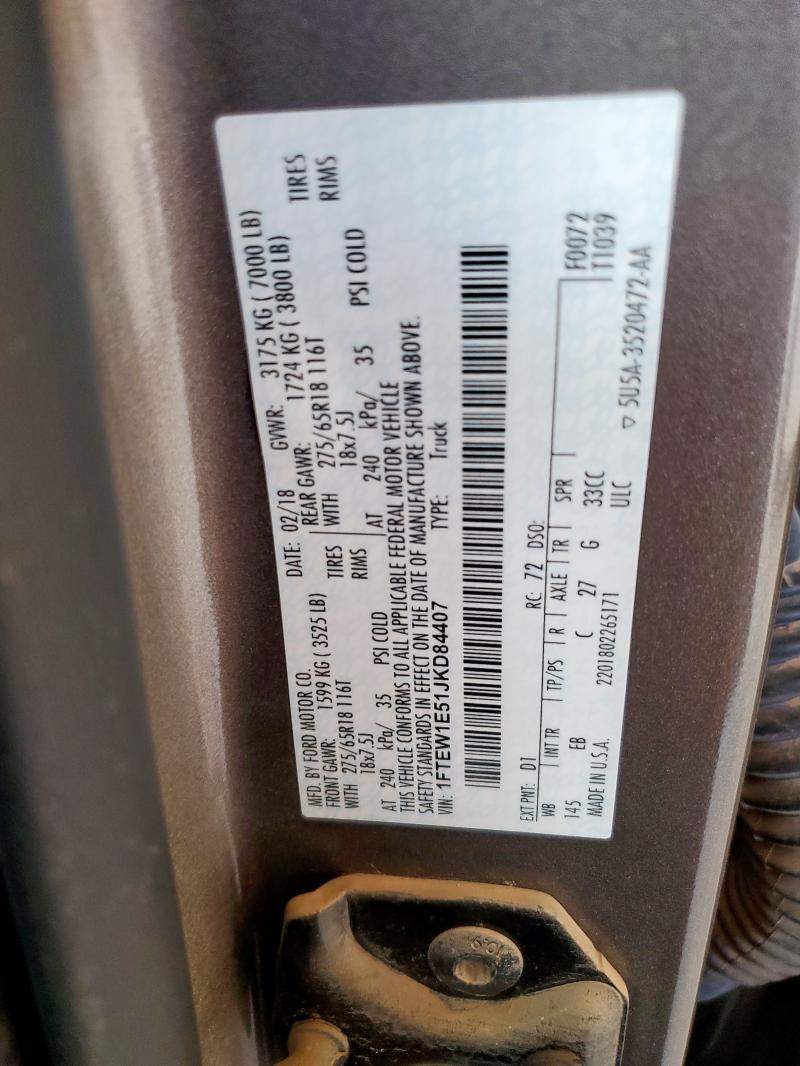 MFD. BY FORD MOTOR CO.
DATE: 02/18 GVWR: 3175 KG ( 7000 LB)
FRONT GAWR: 1599 KG ( 3525 LB)
REAR GAWR: 1724 KG ( 3800 LB)
WITH 275/65R18 116T TIRES
WITH 275/65R18 116T TIRES
18x7.5J RIMS
18x7.5J RIMS
AT 240 kPa/ 35 PSI COLD
AT 240 kPa/ 35 PSI COLD
THIS VEHICLE CONFORMS TO ALL APPLICABLE FEDERAL MOTOR VEHICLE
SAFETY STANDARDS IN EFFECT ON THE DATE OF MANUFACTURE SHOWN ABOVE.
VIN: 1FTEW1E51JKD84407 TYPE: Truck
EXT PNT: DJ RC: 72 DSO:
WB INT TR TP/PS R AXLE TR SPR F0072
145 EB C 27 G 33CC T1039
MADE IN U.S.A. 2201802265171 ULC
▽ 5U5A-3520472-AA
10.9